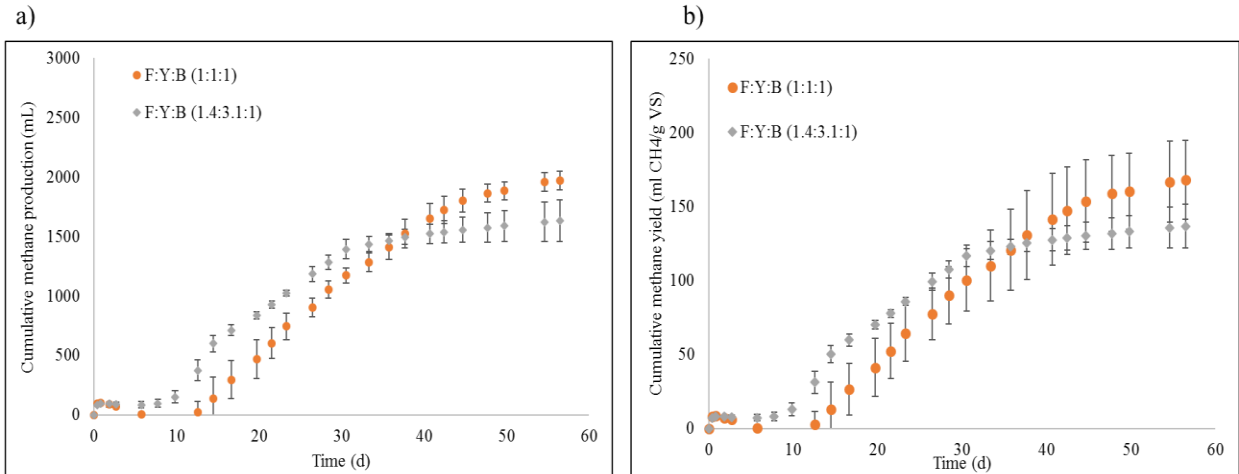 a)
Cumulative methane production (mL)
3000
2500
2000
1500
1000
500
0
F:Y:B (1:1:1)
F:Y:B (1.4:3.1:1)
0 10 20 30 40 50 60
Time (d)
b)
Cumulative methane yield (ml CH4/g VS)
250
200
150
100
50
0
F:Y:B (1:1:1)
F:Y:B (1.4:3.1:1)
0 10 20 30 40 50 60
Time (d)